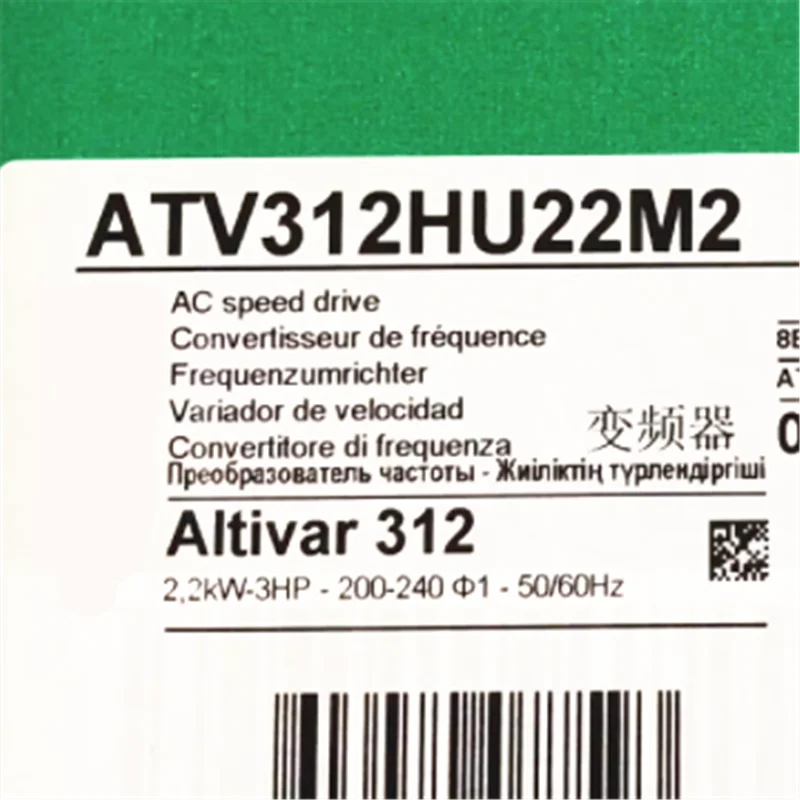 ATV312HU22M2
AC speed drive
Convertisseur de fréquence
Frequenzumrichter
Variador de velocidad
变频器
Convertitore di frequenza
Преобразователь частоты - Жиіліктің түрлендіргіші
Altivar 312
2,2kW-3HP - 200-240 Φ1 - 50/60Hz